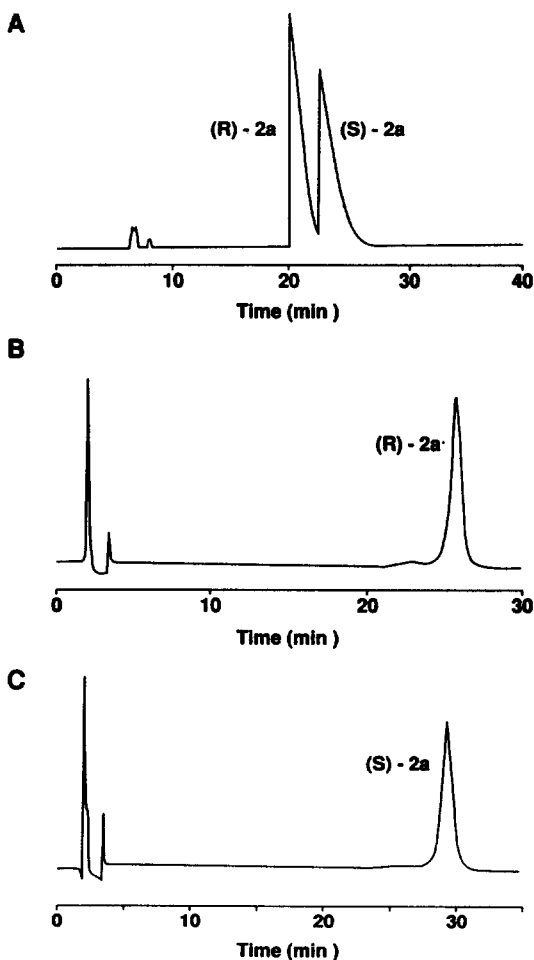 A
(R) - 2a
(S) - 2a
0 10 20 30 40
Time (min )
B
(R) - 2a
0 10 20 30
Time (min )
C
(S) - 2a
0 10 20 30
Time (min )